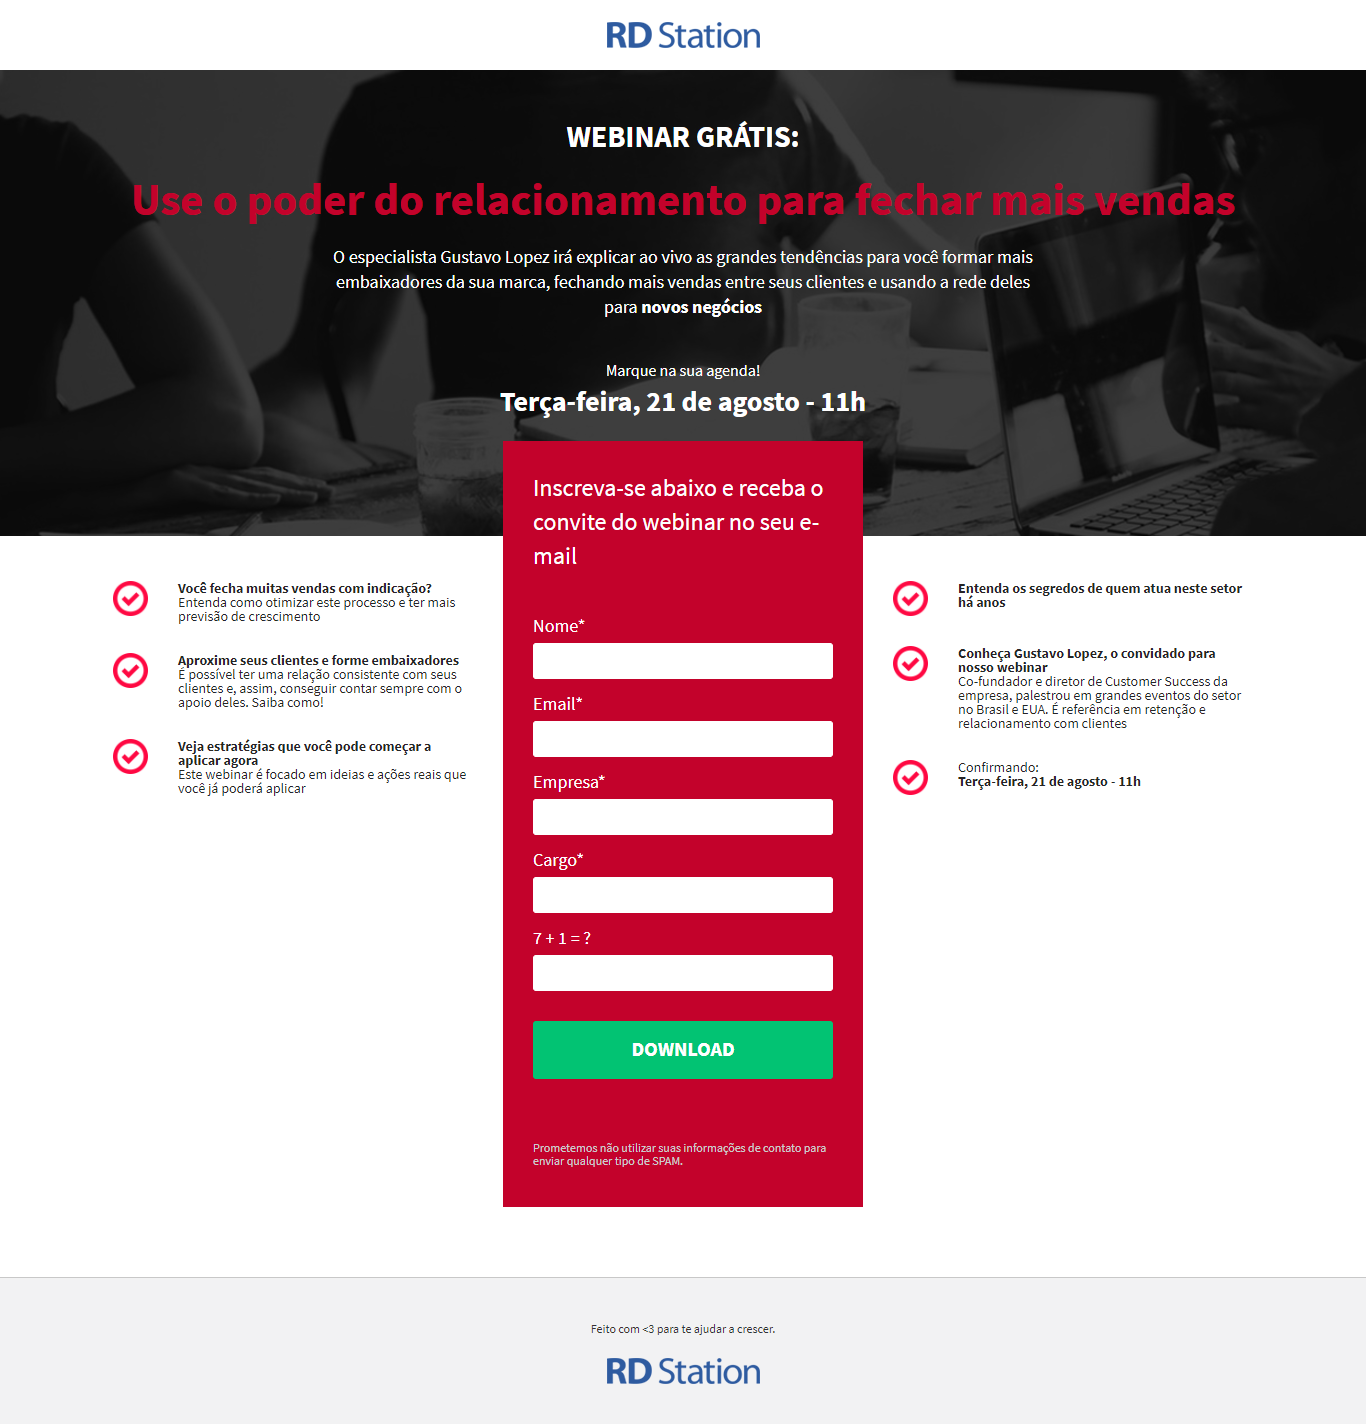 RD Station
WEBINAR GRÁTIS:
Use o poder do relacionamento para fechar mais vendas
O especialista Gustavo Lopez irá explicar ao vivo as grandes tendências para você formar mais
embaixadores da sua marca, fechando mais vendas entre seus clientes e usando a rede deles
para novos negócios
Marque na sua agenda!
Terça-feira, 21 de agosto - 11h
Inscreva-se abaixo e receba o
convite do webinar no seu e-
mail
Nome*
Email*
Empresa*
Cargo*
7 + 1 = ?
DOWNLOAD
Prometemos não utilizar suas informações de contato para
enviar qualquer tipo de SPAM.
Você fecha muitas vendas com indicação?
Entenda como otimizar este processo e ter mais
previsão de crescimento
Aproxime seus clientes e forme embaixadores
É possível ter uma relação consistente com seus
clientes e, assim, conseguir contar sempre com o
apoio deles. Saiba como!
Veja estratégias que você pode começar a
aplicar agora
Este webinar é focado em ideias e ações reais que
você já poderá aplicar
Entenda os segredos de quem atua neste setor
há anos
Conheça Gustavo Lopez, o convidado para
nosso webinar
Co-fundador e diretor de Customer Success da
empresa, palestrou em grandes eventos do setor
no Brasil e EUA. É referência em retenção e
relacionamento com clientes
Confirmando:
Terça-feira, 21 de agosto - 11h
Feito com <3 para te ajudar a crescer.
RD Station